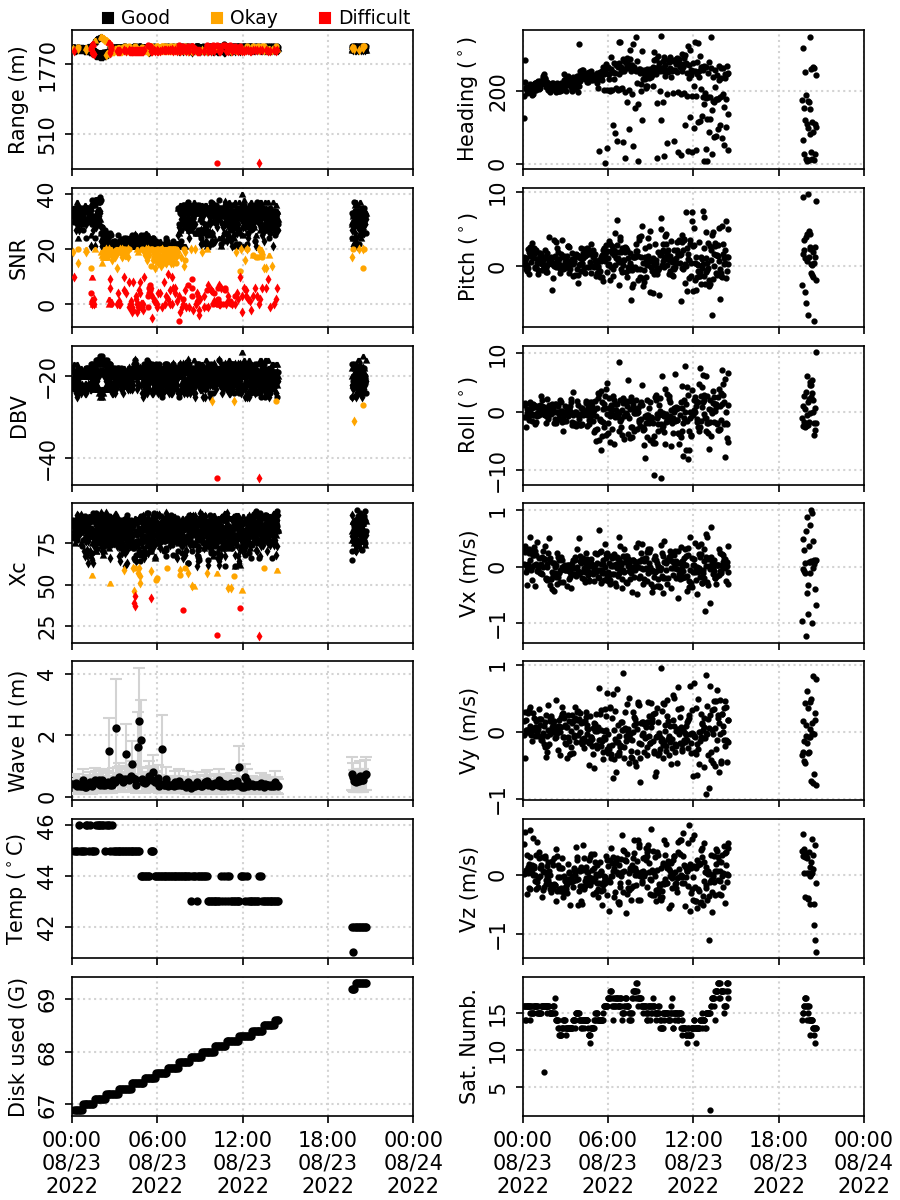 Good Okay Difficult
Range (m)
1770
510
Heading (°)
200
0
SNR
40
20
0
Pitch (°)
10
0
DBV
−20
−40
Roll (°)
10
0
−10
Xc
75
50
25
Vx (m/s)
1
0
−1
Wave H (m)
4
2
0
Vy (m/s)
1
0
−1
Temp (°C)
46
44
42
Vz (m/s)
0
−1
Disk used (G)
69
68
67
Sat. Numb.
15
10
5
00:00 06:00 12:00 18:00 00:00
08/23 08/23 08/23 08/23 08/24
2022 2022 2022 2022 2022
00:00 06:00 12:00 18:00 00:00
08/23 08/23 08/23 08/23 08/24
2022 2022 2022 2022 2022